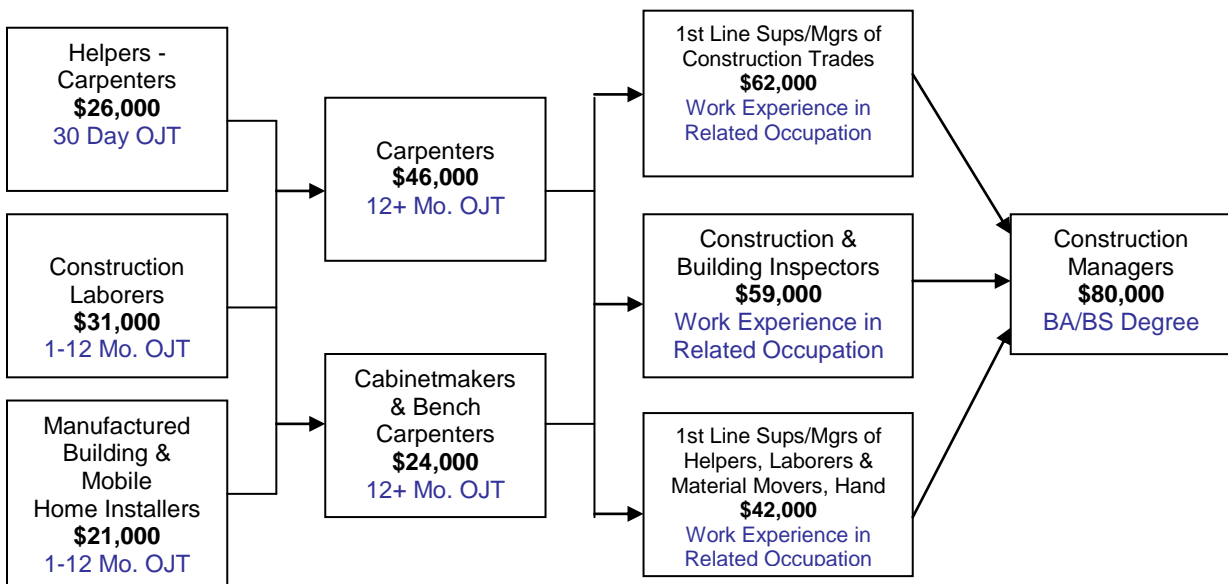 Helpers -
Carpenters
$26,000
30 Day OJT
Construction
Laborers
$31,000
1-12 Mo. OJT
Manufactured
Building &
Mobile
Home Installers
$21,000
1-12 Mo. OJT
Carpenters
$46,000
12+ Mo. OJT
Cabinetmakers
& Bench
Carpenters
$24,000
12+ Mo. OJT
1st Line Sups/Mgrs of
Construction Trades
$62,000
Work Experience in
Related Occupation
Construction &
Building Inspectors
$59,000
Work Experience in
Related Occupation
1st Line Sups/Mgrs of
Helpers, Laborers &
Material Movers, Hand
$42,000
Work Experience in
Related Occupation
Construction
Managers
$80,000
BA/BS Degree